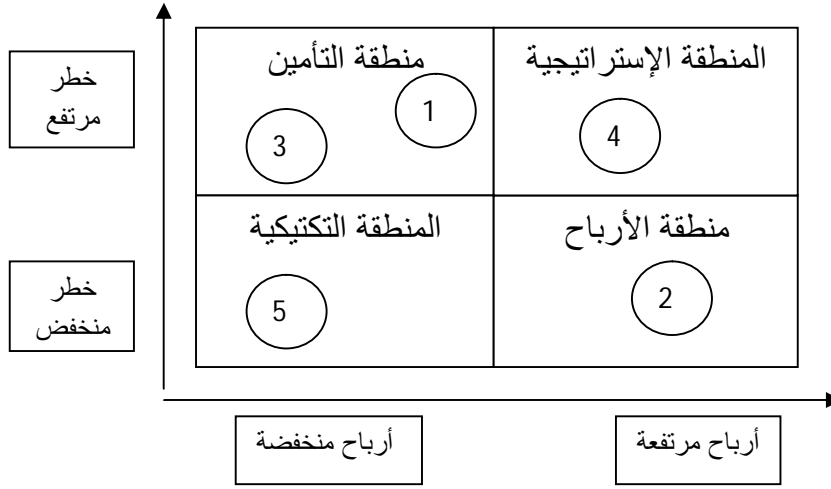 المنطقة الإستراتيجية
منطقة التأمين
خطر
مرتفع
4
1
3
منطقة الأرباح
المنطقة التكتيكية
خطر
منخفض
2
5
أرباح مرتفعة
أرباح منخفضة